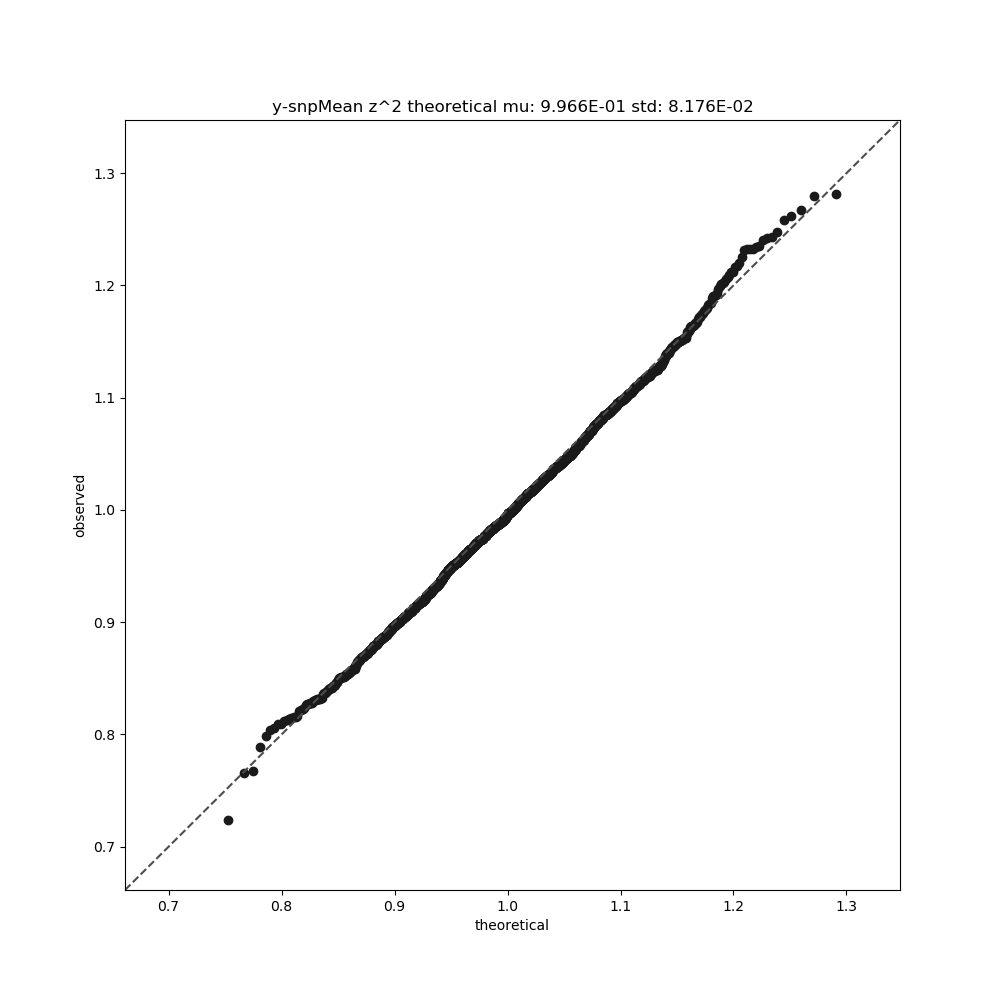 y-snpMean z^2 theoretical mu: 9.966E-01 std: 8.176E-02
1.3
1.2
1.1
1.0
0.9
0.8
0.7
observed
0.7 0.8 0.9 1.0 1.1 1.2 1.3
theoretical